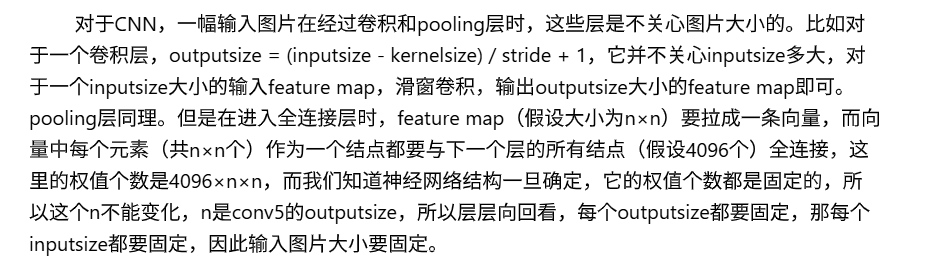 对于CNN，一幅输入图片在经过卷积和pooling层时，这些层是不关心图片大小的。比如对
于一个卷积层，outputsize = (inputsize - kernelsize) / stride + 1，它并不关心inputsize多大，对
于一个inputsize大小的输入feature map，滑窗卷积，输出outputsize大小的feature map即可。
pooling层同理。但是在进入全连接层时，feature map（假设大小为n×n）要拉成一条向量，而向
量中每个元素（共n×n个）作为一个结点都要与下一个层的所有结点（假设4096个）全连接，这
里的权值个数是4096×n×n，而我们知道神经网络结构一旦确定，它的权值个数都是固定的，所
以这个n不能变化，n是conv5的outputsize，所以层层向回看，每个outputsize都要固定，那每个
inputsize都要固定，因此输入图片大小要固定。